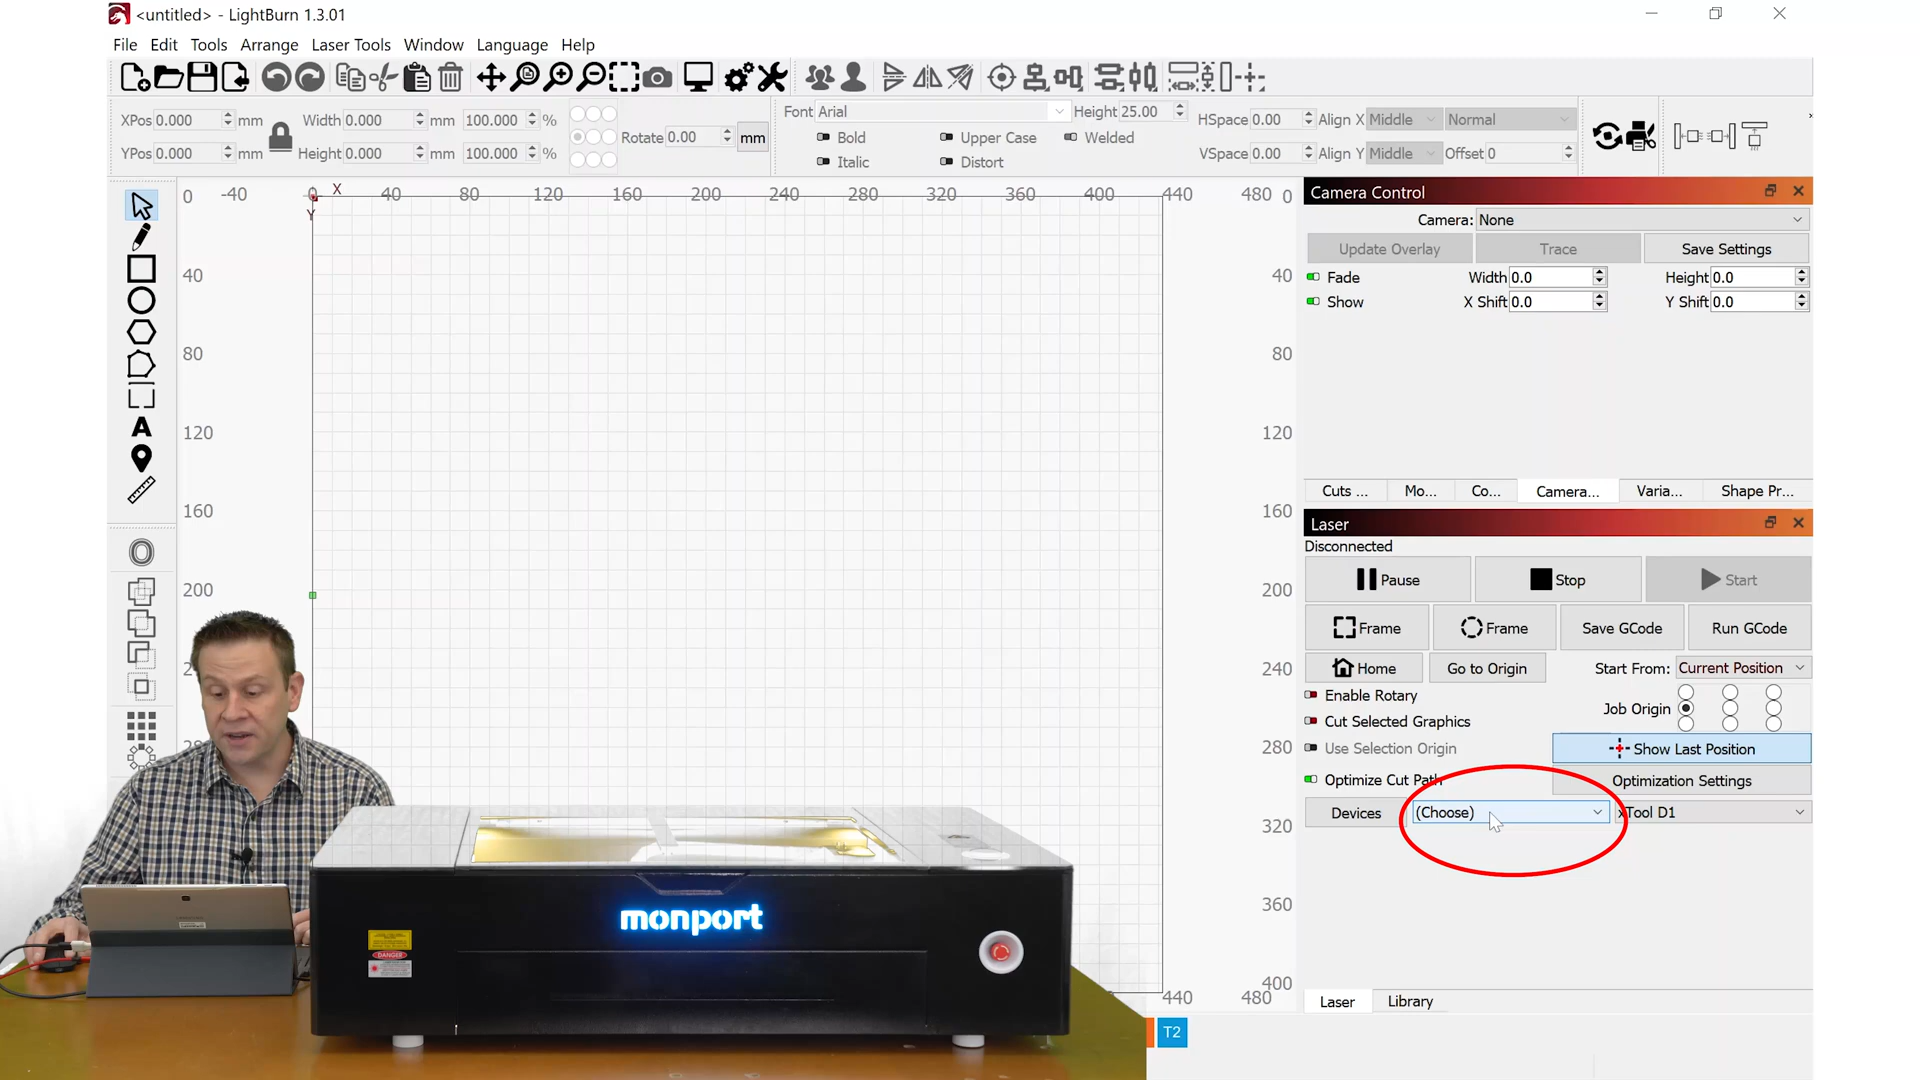 <untitled> - LightBurn 1.3.01
File Edit Tools Arrange Laser Tools Window Language Help
XPos 0.000 mm Width 0.000 mm 100.000 %
YPos 0.000 mm Height 0.000 mm 100.000 %
Rotate 0.00 mm
Font Arial Height 25.00
Bold Upper Case Welded
Italic Distort
HSpace 0.00 Align X Middle Normal
VSpace 0.00 Align Y Middle Offset 0
0 -40 0 X 40 80 120 160 200 240 280 320 360 400 440 480 0
Y
40 40
80 80
120 120
160 160
200 200
240
280
320
360
400
440 480
A
Camera Control
Camera: None
Update Overlay Trace Save Settings
Fade Width 0.0 Height 0.0
Show X Shift 0.0 Y Shift 0.0
Cuts ... Mo... Co... Camera... Varia... Shape Pr...
Laser
Disconnected
Pause Stop Start
Frame Frame Save GCode Run GCode
Home Go to Origin Start From: Current Position
Enable Rotary
Cut Selected Graphics Job Origin
Use Selection Origin Show Last Position
Optimize Cut Path Optimization Settings
Devices (Choose) xTool D1
Laser Library
T2
monport
DANGER